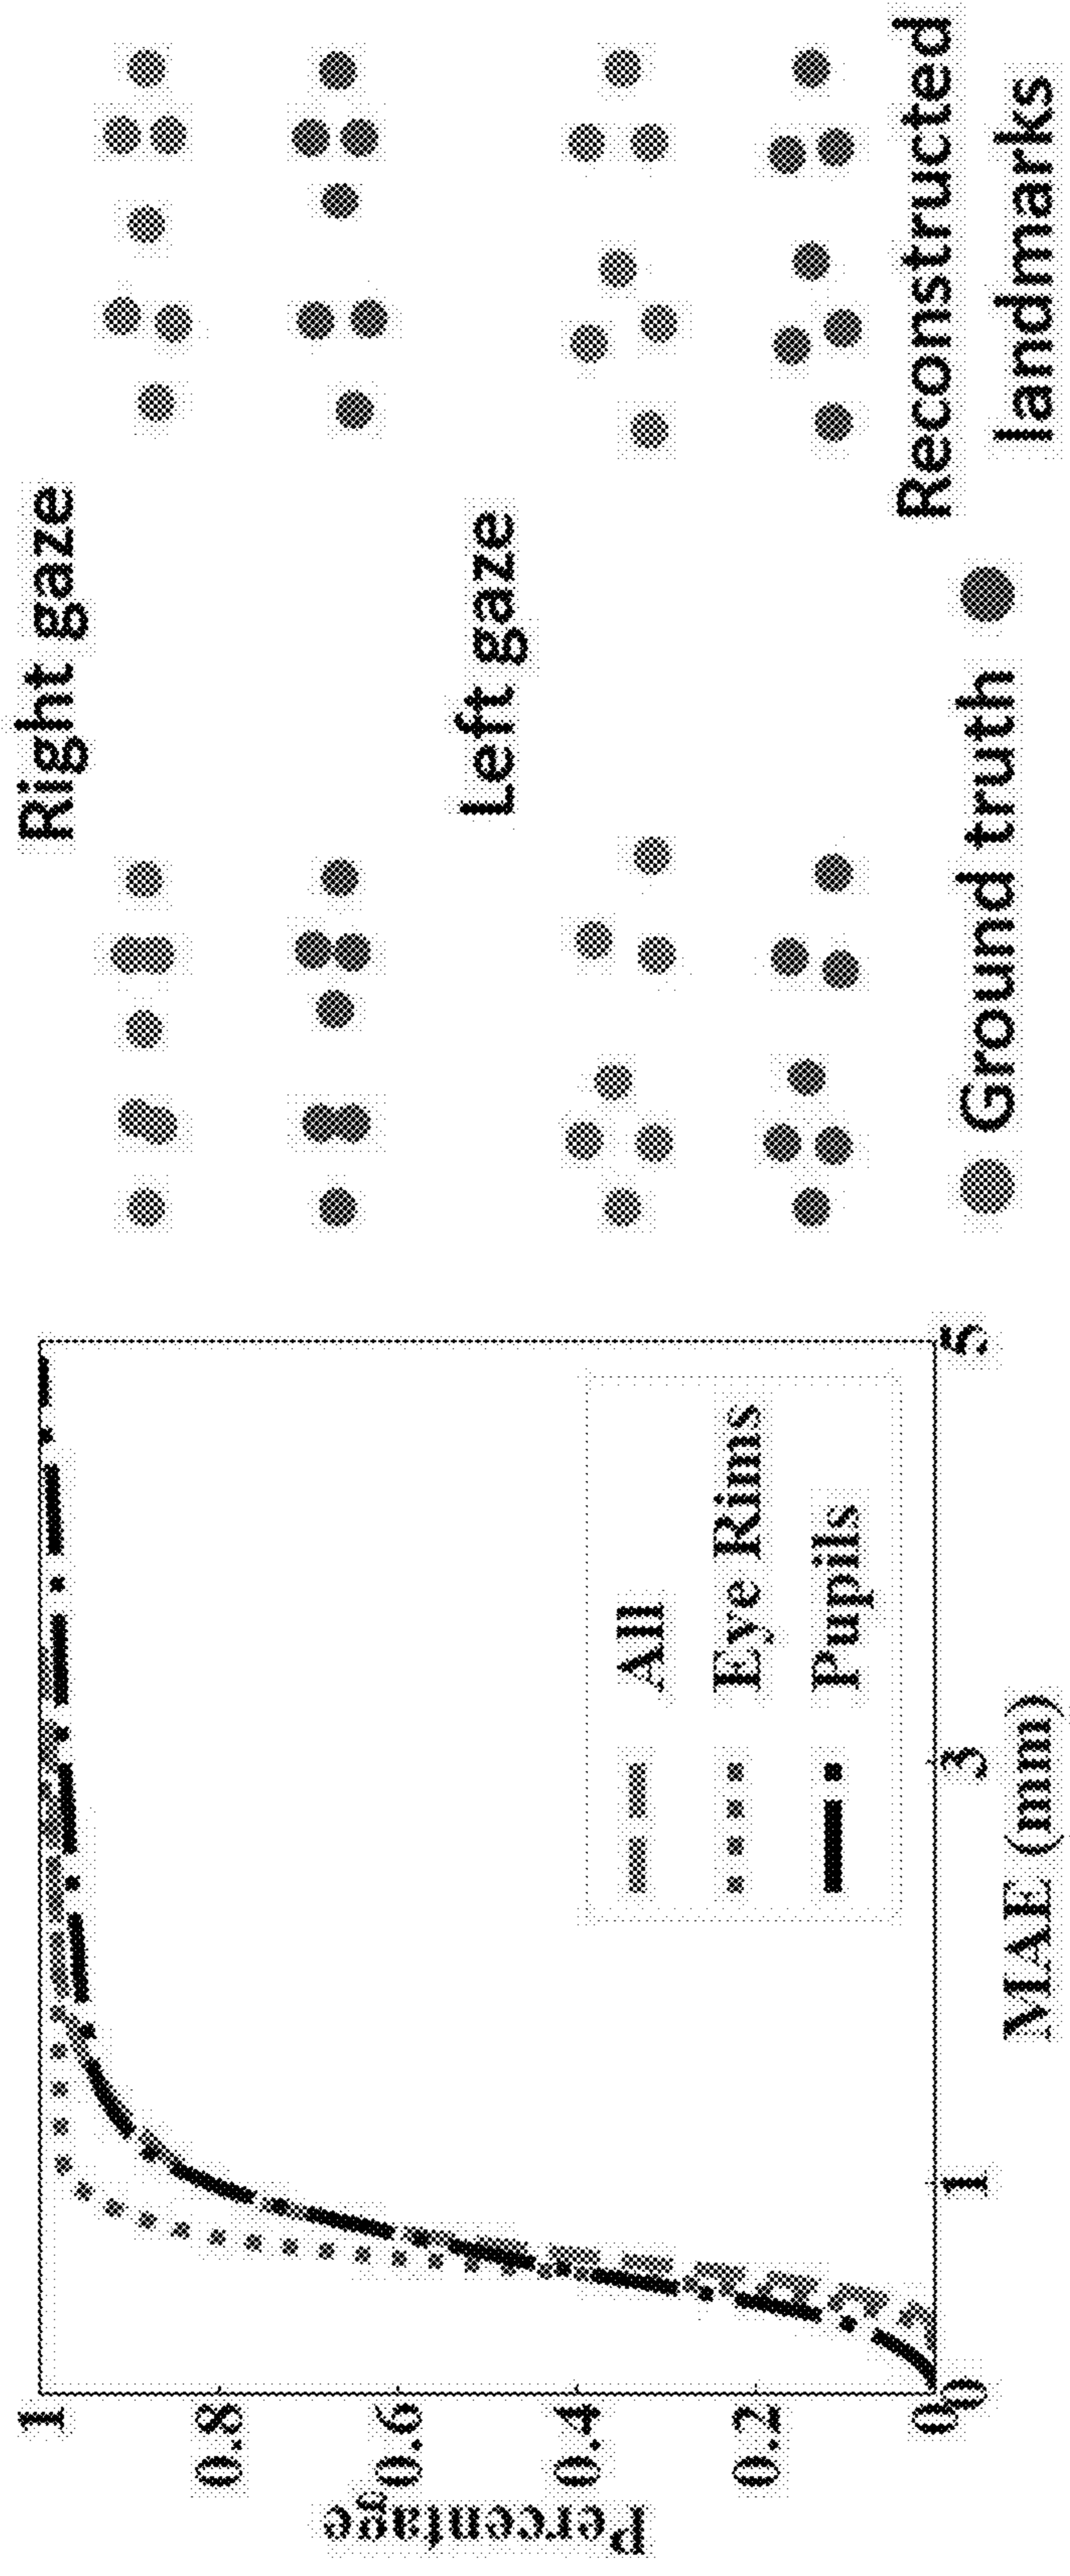 Percentage
1
0.8
0.6
0.4
0.2
0
0
1
3
5
MAE (mm)
All
Eye Rims
Pupils
Right gaze
Left gaze
Ground truth
Reconstructed
landmarks